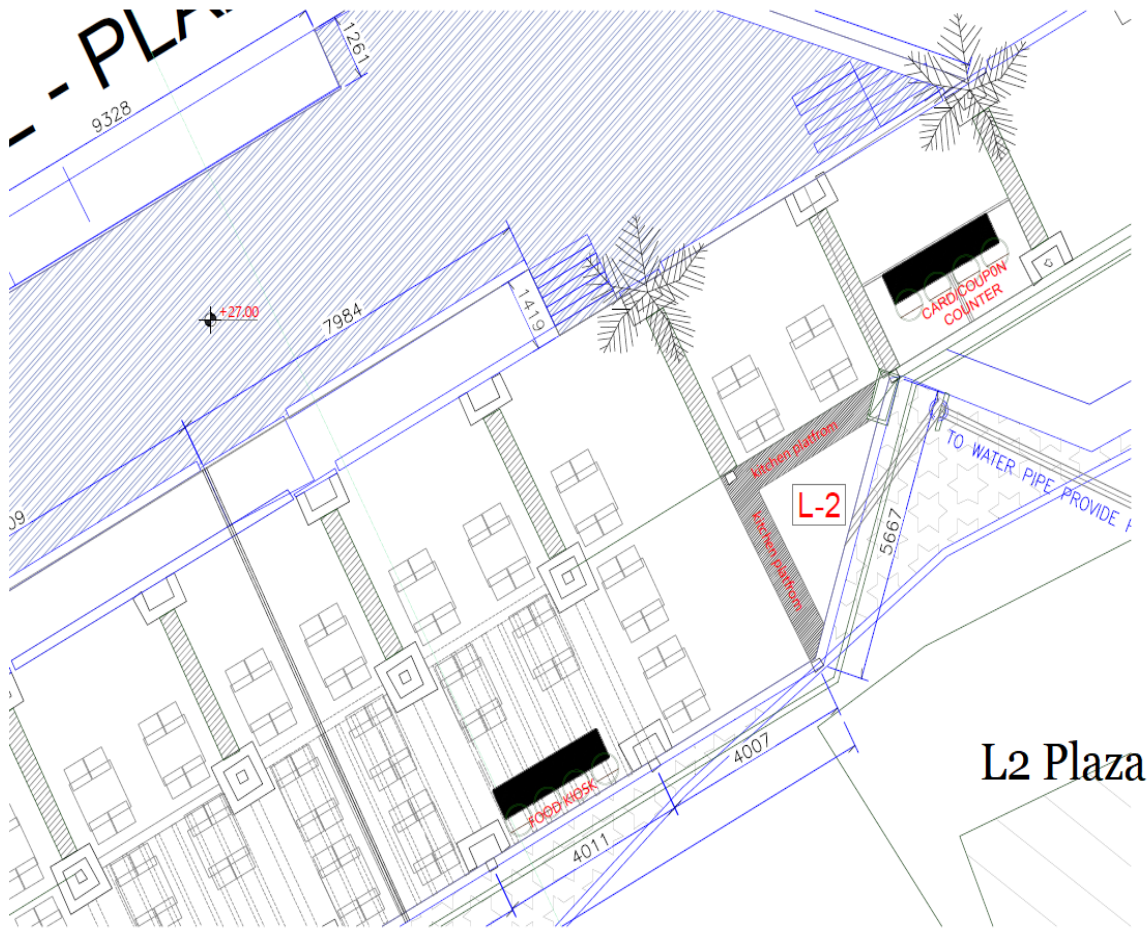 L - PLA
1261
9328
+27.00
7984
1419
CARD/COUPON
COUNTER
kitchen platfrom
L-2
kitchen platfrom
TO WATER PIPE PROVIDE
5667
09
L2 Plaza
4007
FOOD KIOSK
4011